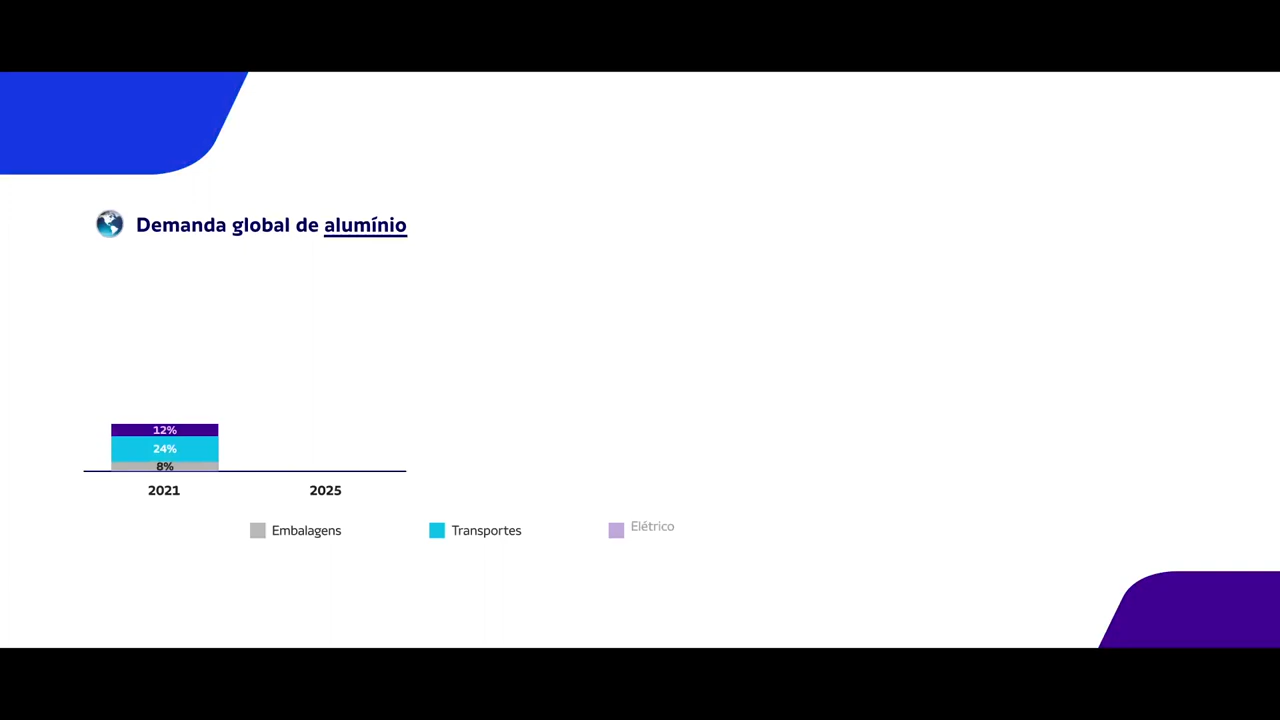 Demanda global de alumínio
12%
24%
8%
2021
2025
Embalagens
Transportes
Elétrico